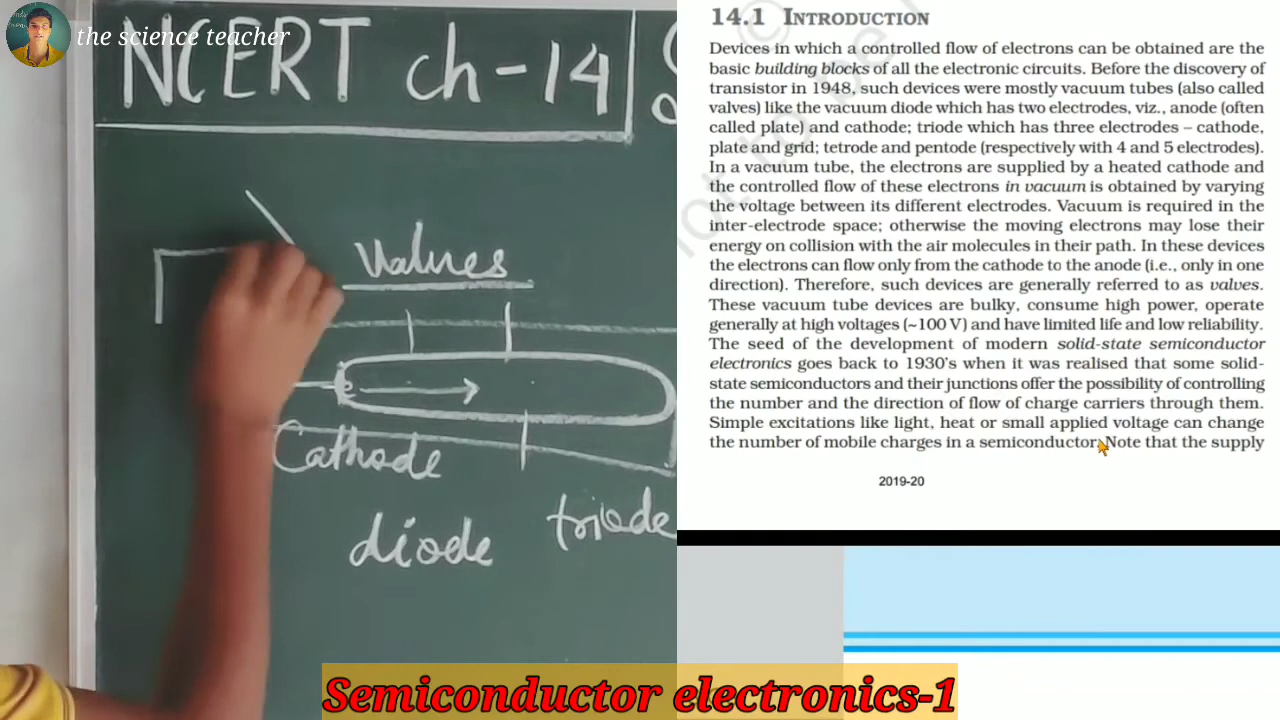 the science teacher
NCERT ch-14
Valves
Cathode
diode
triode
14.1 INTRODUCTION
Devices in which a controlled flow of electrons can be obtained are the
basic building blocks of all the electronic circuits. Before the discovery of
transistor in 1948, such devices were mostly vacuum tubes (also called
valves) like the vacuum diode which has two electrodes, viz., anode (often
called plate) and cathode; triode which has three electrodes – cathode,
plate and grid; tetrode and pentode (respectively with 4 and 5 electrodes).
In a vacuum tube, the electrons are supplied by a heated cathode and
the controlled flow of these electrons in vacuum is obtained by varying
the voltage between its different electrodes. Vacuum is required in the
inter-electrode space; otherwise the moving electrons may lose their
energy on collision with the air molecules in their path. In these devices
the electrons can flow only from the cathode to the anode (i.e., only in one
direction). Therefore, such devices are generally referred to as valves.
These vacuum tube devices are bulky, consume high power, operate
generally at high voltages (~100 V) and have limited life and low reliability.
The seed of the development of modern solid-state semiconductor
electronics goes back to 1930's when it was realised that some solid-
state semiconductors and their junctions offer the possibility of controlling
the number and the direction of flow of charge carriers through them.
Simple excitations like light, heat or small applied voltage can change
the number of mobile charges in a semiconductor. Note that the supply
2019-20
Semiconductor electronics-1